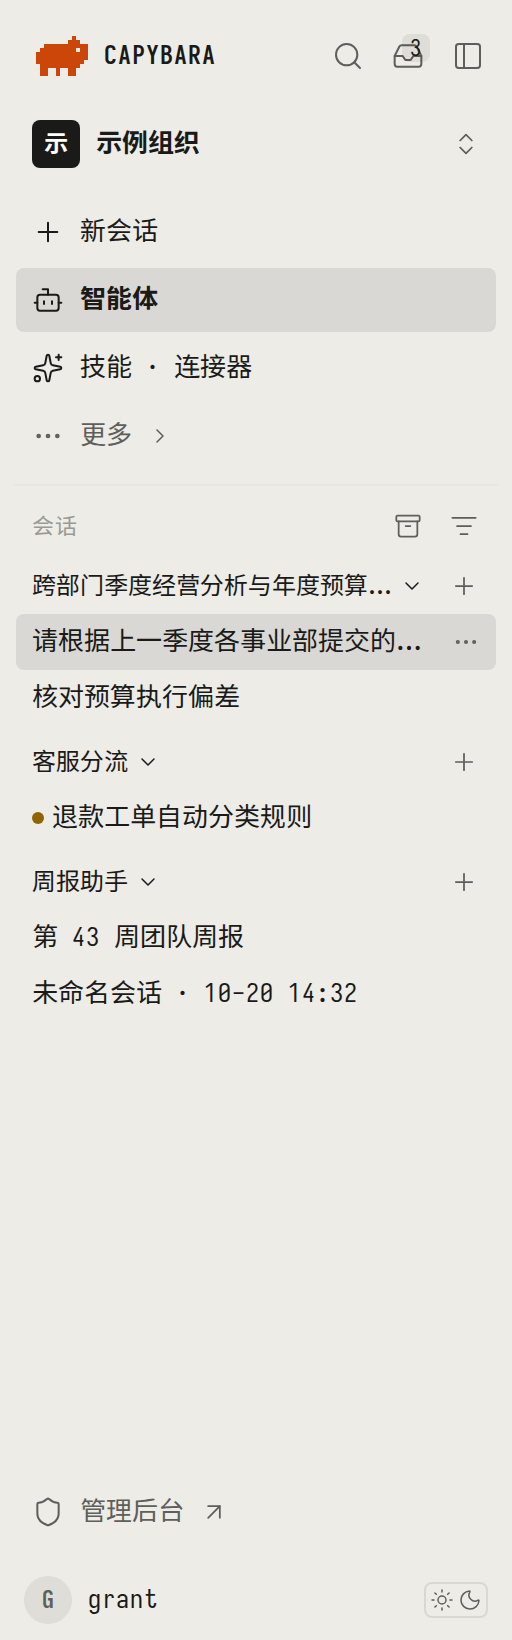 CAPYBARA
3
示 示例组织
新会话
智能体
技能 · 连接器
更多
会话
跨部门季度经营分析与年度预算...
请根据上一季度各事业部提交的...
核对预算执行偏差
客服分流
退款工单自动分类规则
周报助手
第 43 周团队周报
未命名会话 · 10-20 14:32
管理后台
G grant